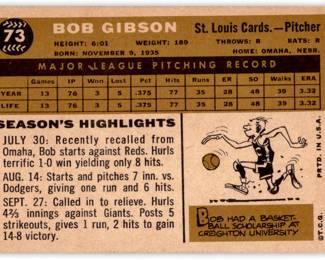 73
BOB GIBSON
St. Louis Cards.—Pitcher
HEIGHT: 6:01 WEIGHT: 189 THROWS: R BATS: R
BORN: NOVEMBER 9, 1935 HOME: OMAHA, NEBR.
MAJOR LEAGUE PITCHING RECORD
Games IP Won Lost Pct. Hits Runs SO ER BB ERA
YEAR 13 76 3 5 .375 77 35 48 28 39 3.32
LIFE 13 76 3 5 .375 77 35 48 28 39 3.32
SEASON'S HIGHLIGHTS
JULY 30: Recently recalled from
Omaha, Bob starts against Reds. Hurls
terrific 1-0 win yielding only 8 hits.
AUG. 14: Starts and pitches 7 inn. vs
Dodgers, giving one run and 6 hits.
SEPT. 27: Called in to relieve. Hurls
4⅔ innings against Giants. Posts 5
strikeouts, gives 1 run, 2 hits to gain
14-8 victory.
BOB HAD A BASKET-
BALL SCHOLARSHIP AT
CREIGHTON UNIVERSITY
©T.C.G. PRTD. IN U.S.A.